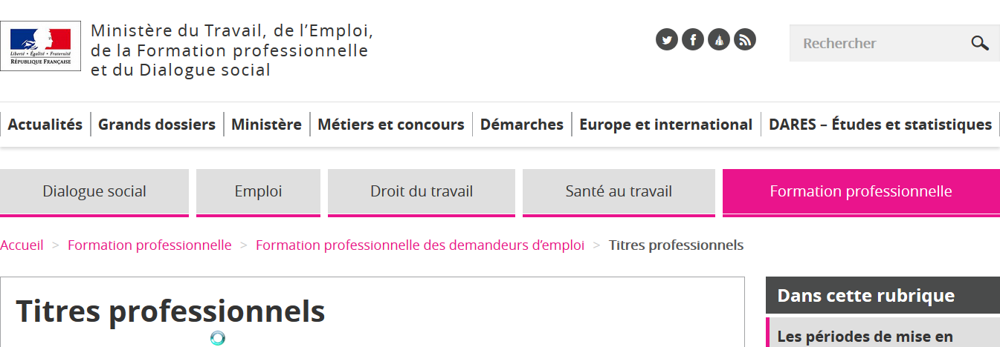 Ministère du Travail, de l’Emploi,
de la Formation professionnelle
et du Dialogue social
Liberté • Égalité • Fraternité
RÉPUBLIQUE FRANÇAISE
Rechercher
Actualités Grands dossiers Ministère Métiers et concours Démarches Europe et international DARES – Études et statistiques
Dialogue social Emploi Droit du travail Santé au travail Formation professionnelle
Accueil > Formation professionnelle > Formation professionnelle des demandeurs d’emploi > Titres professionnels
Titres professionnels
Dans cette rubrique
Les périodes de mise en